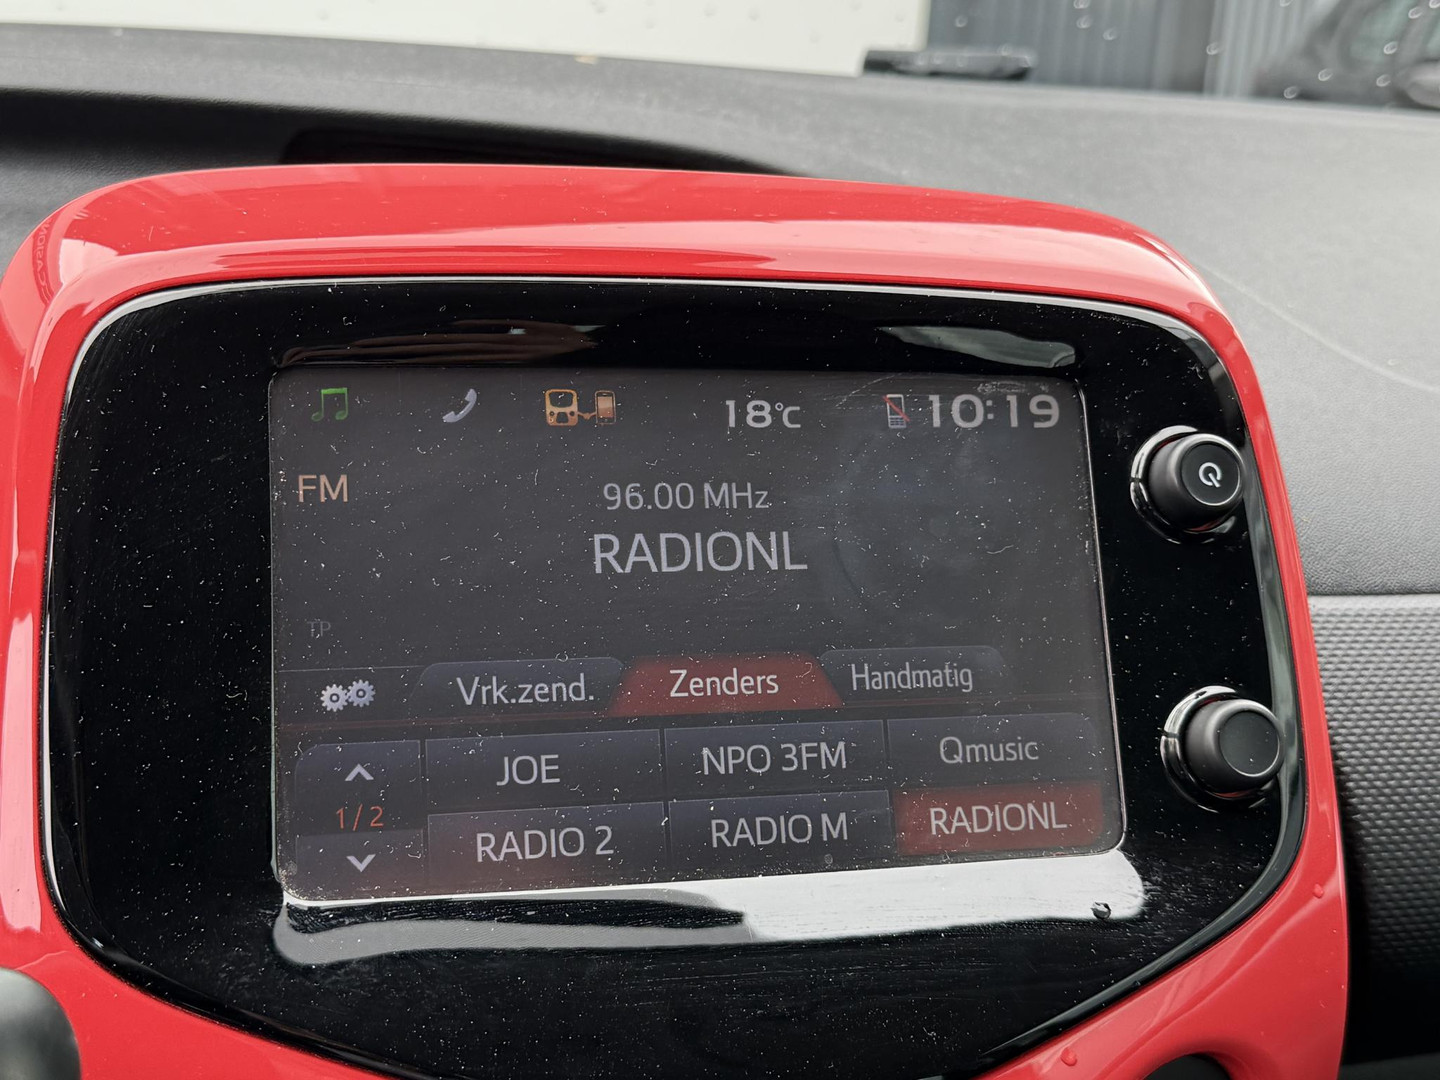 18°C 10:19
FM
96.00 MHz
RADIONL
TP
Vrk.zend. Zenders Handmatig
JOE NPO 3FM Qmusic
1/2
RADIO 2 RADIO M RADIONL